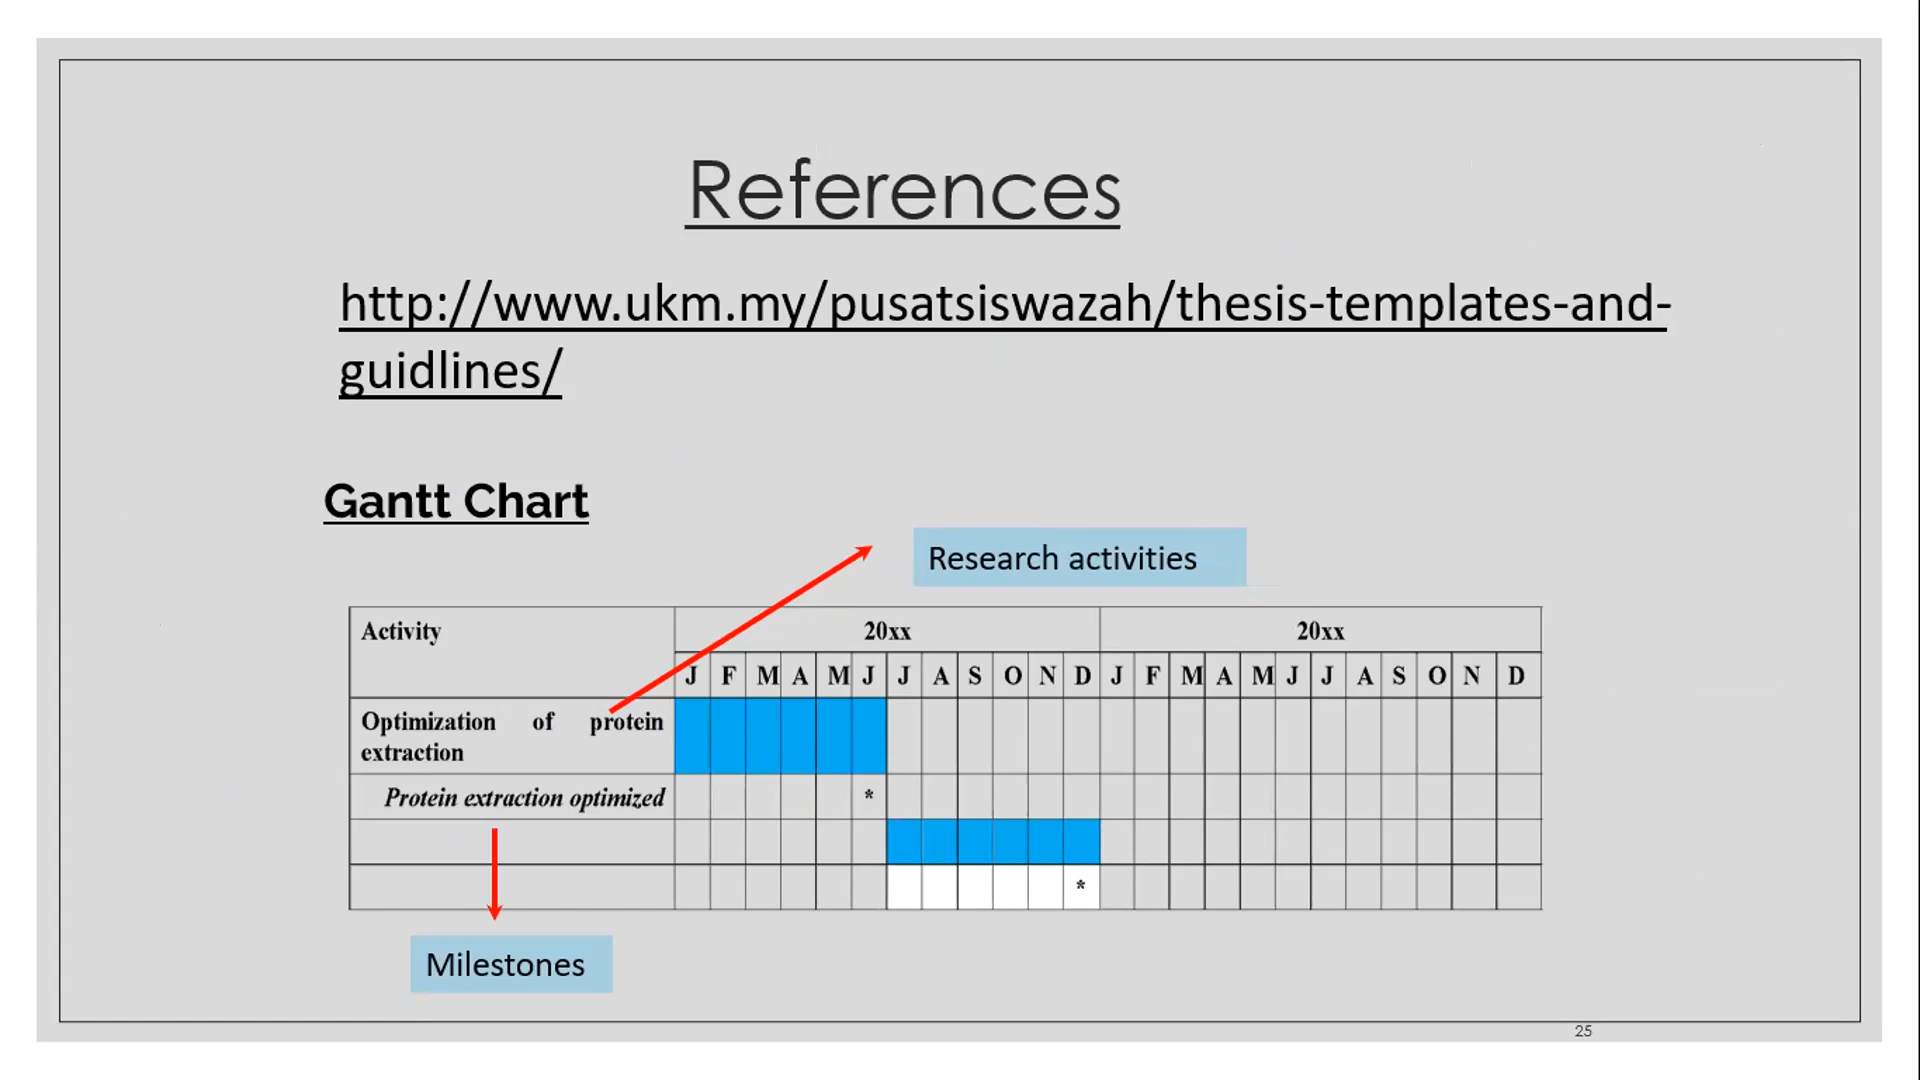 References
http://www.ukm.my/pusatsiswazah/thesis-templates-and-
guidlines/
Gantt Chart
Research activities
Activity 20xx 20xx
J F M A M J J A S O N D J F M A M J J A S O N D
Optimization of protein
extraction
Protein extraction optimized *
*
Milestones
25